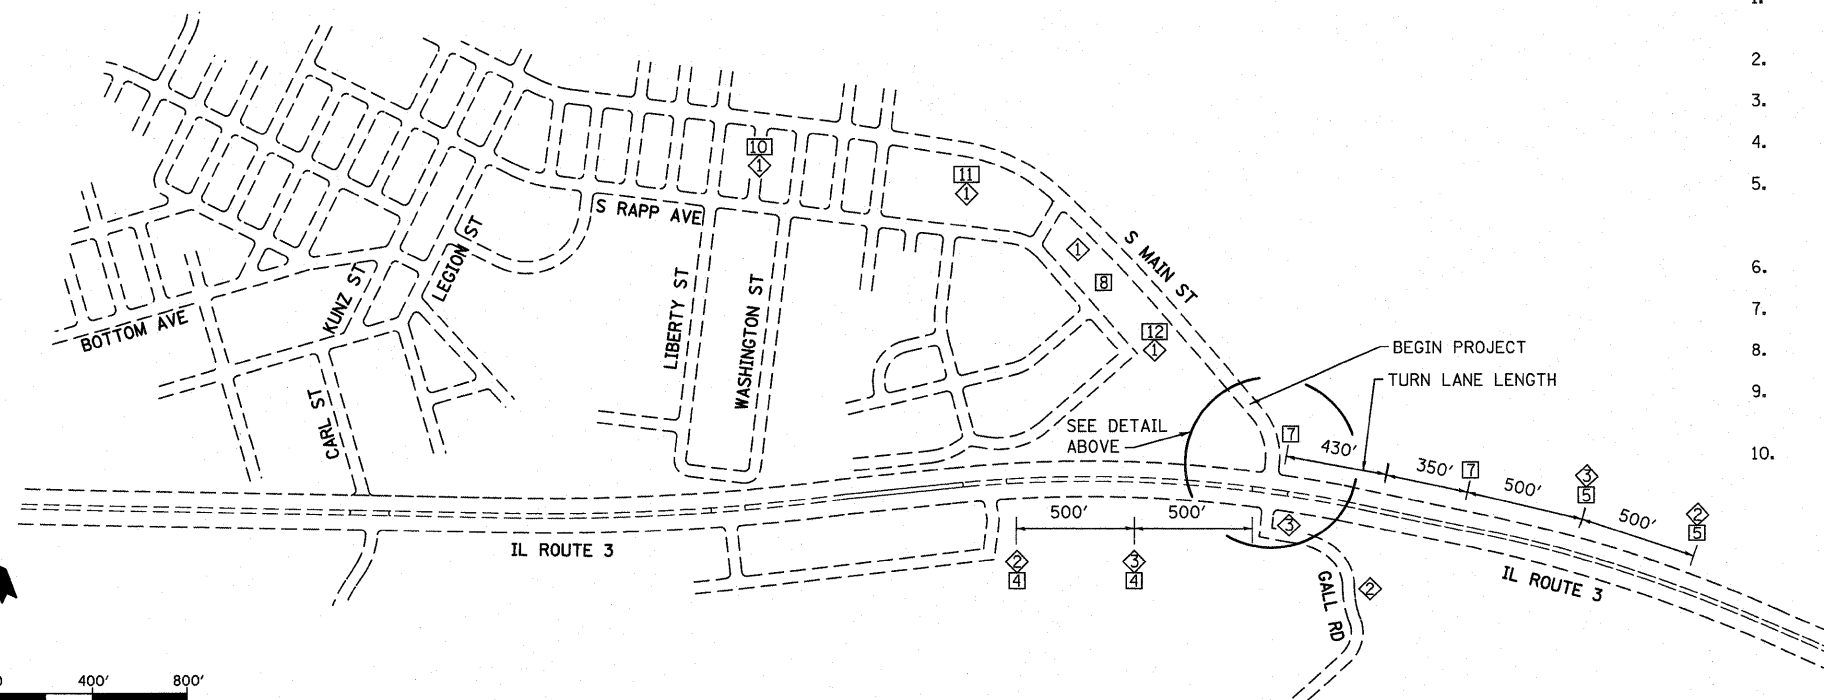 1.
2.
3.
4.
5.
6.
7.
8.
9.
10.
10
1
11
1
S RAPP AVE
S MAIN ST
1
8
12
1
LEGION ST
KUNZ ST
BOTTOM AVE
LIBERTY ST
WASHINGTON ST
CARL ST
BEGIN PROJECT
TURN LANE LENGTH
SEE DETAIL
ABOVE
7
430'
350'
7
500'
3
5
500'
2
5
500'
500'
3
2
4
3
4
2
GALL RD
IL ROUTE 3
IL ROUTE 3
0
400'
800'